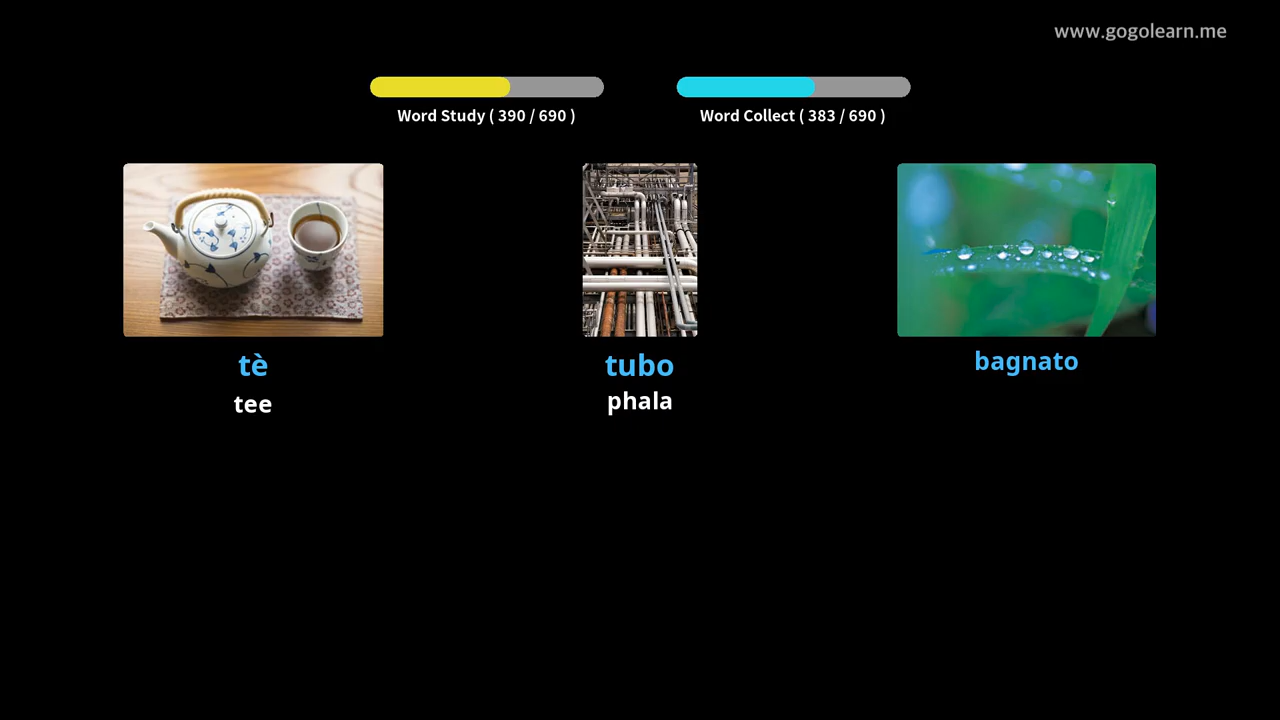 www.gogolearn.me
Word Study ( 390 / 690 )
Word Collect ( 383 / 690 )
tè
tubo
bagnato
tee
phala